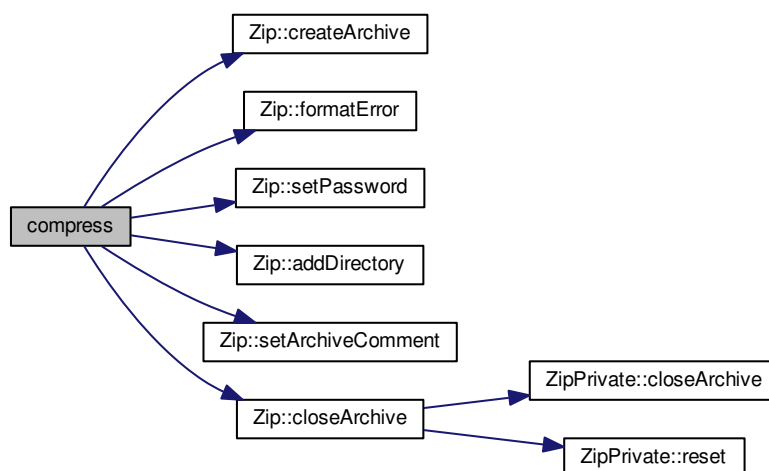 Zip::createArchive
Zip::formatError
Zip::setPassword
compress
Zip::addDirectory
Zip::setArchiveComment
ZipPrivate::closeArchive
Zip::closeArchive
ZipPrivate::reset